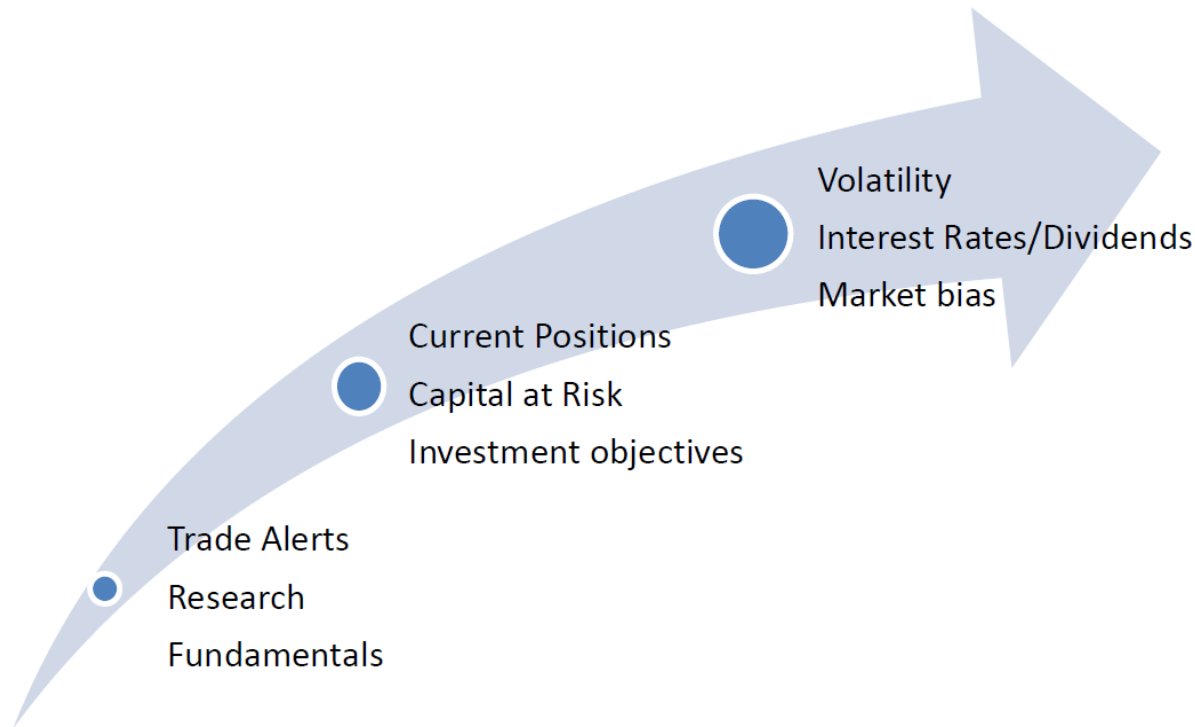 Volatility
Interest Rates/Dividends
Market bias
Current Positions
Capital at Risk
Investment objectives
Trade Alerts
Research
Fundamentals